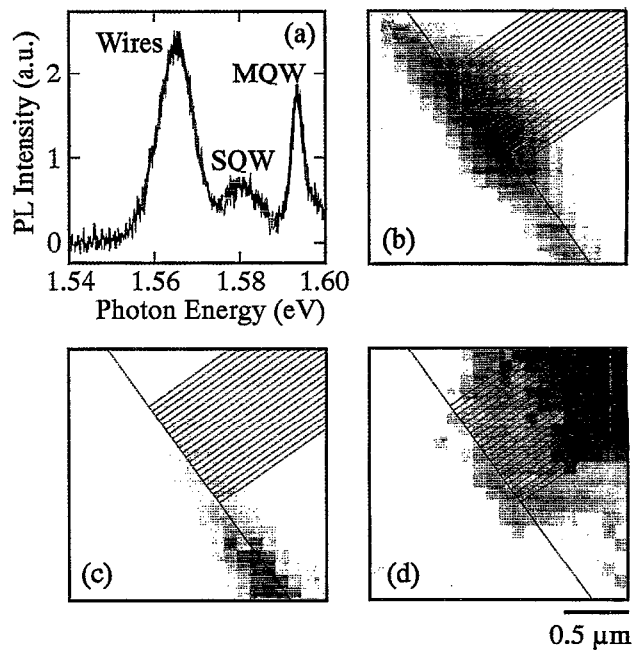 (a)
Wires
MQW
SQW
PL Intensity (a.u.)
2
1
0
1.54 1.56 1.58 1.60
Photon Energy (eV)
(b)
(c)
(d)
0.5 µm